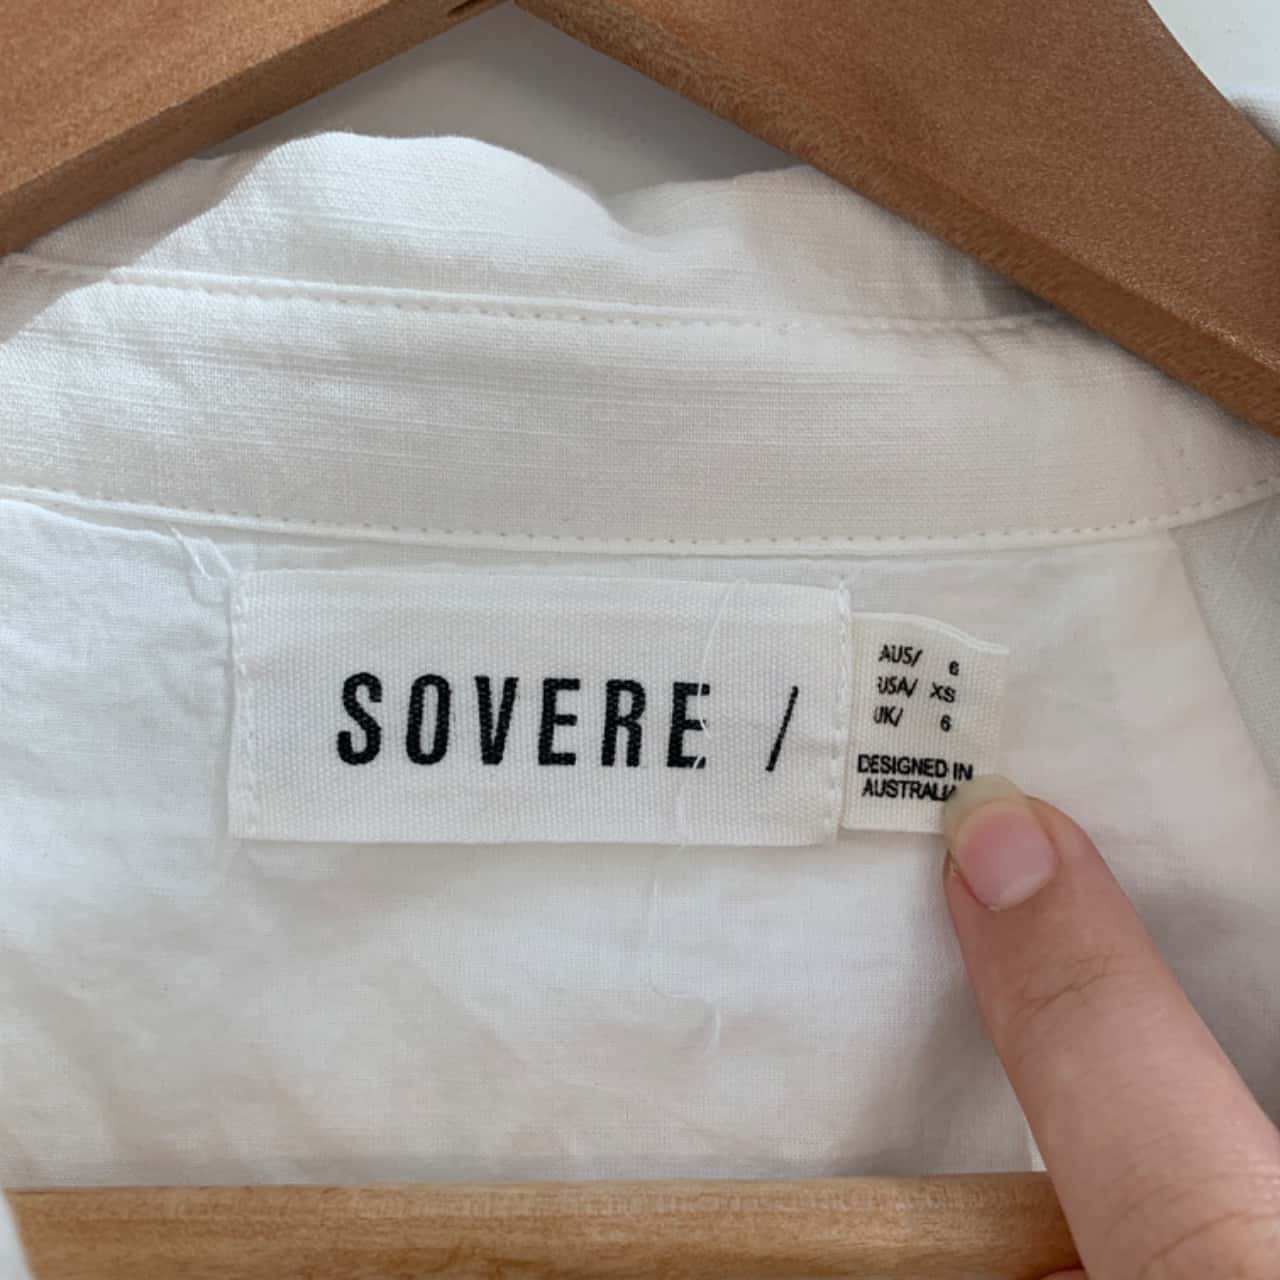 SOVERE /
AUS/ 6
USA/ XS
UK/ 6
DESIGNED IN
AUSTRALIA